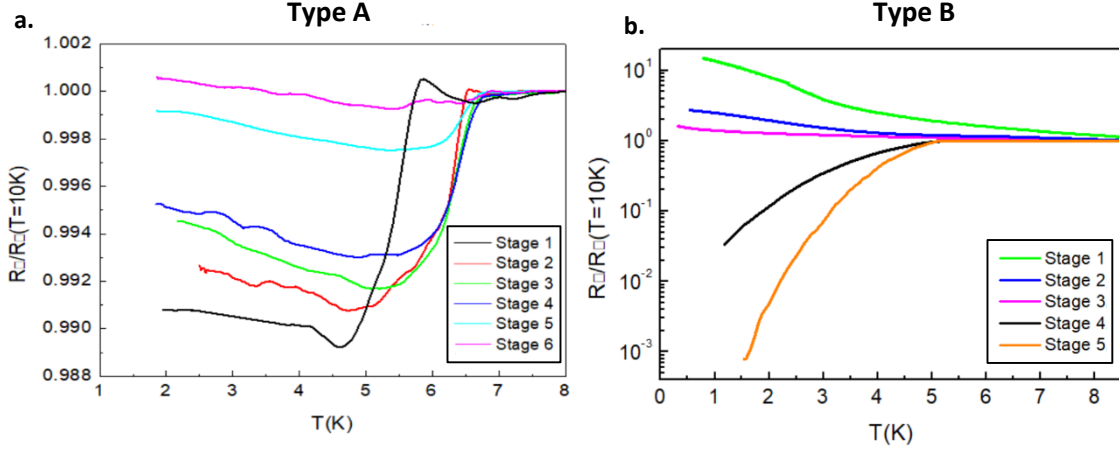 a.
Type A
R□/R□(T=10K)
1.002
1.000
0.998
0.996
0.994
0.992
0.990
0.988
1 2 3 4 5 6 7 8
T(K)
Stage 1
Stage 2
Stage 3
Stage 4
Stage 5
Stage 6
b.
Type B
R□/R□(T=10K)
10¹
10⁰
10⁻¹
10⁻²
10⁻³
0 1 2 3 4 5 6 7 8
T(K)
Stage 1
Stage 2
Stage 3
Stage 4
Stage 5